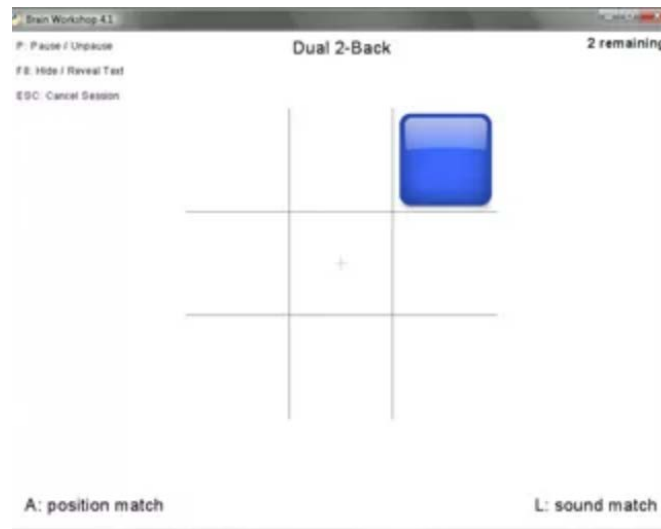 Brain Workshop 4.1
P: Pause / Unpause
Dual 2-Back
2 remaining
F8: Hide / Reveal Text
ESC: Cancel Session
A: position match
L: sound match